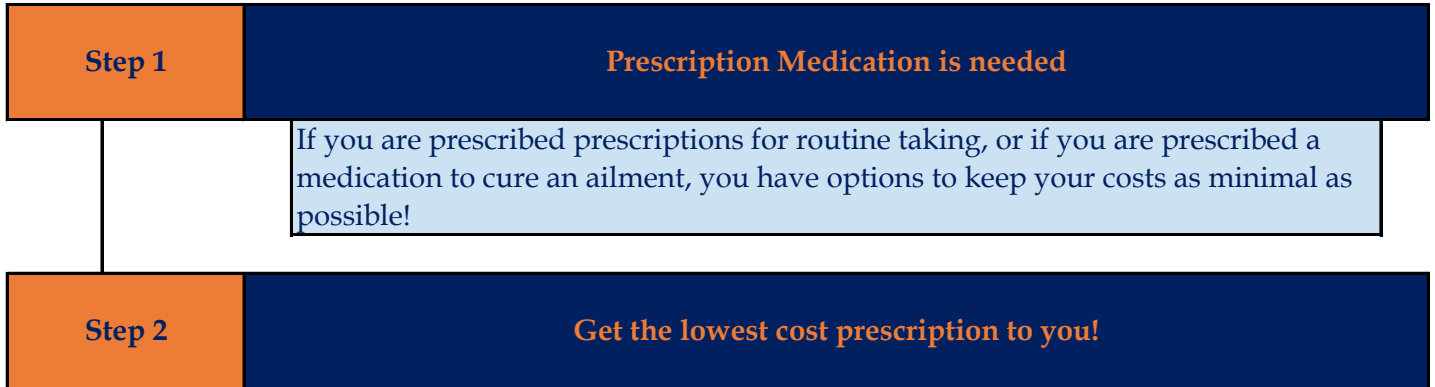 Step 1
Prescription Medication is needed
If you are prescribed prescriptions for routine taking, or if you are prescribed a
medication to cure an ailment, you have options to keep your costs as minimal as
possible!
Step 2
Get the lowest cost prescription to you!